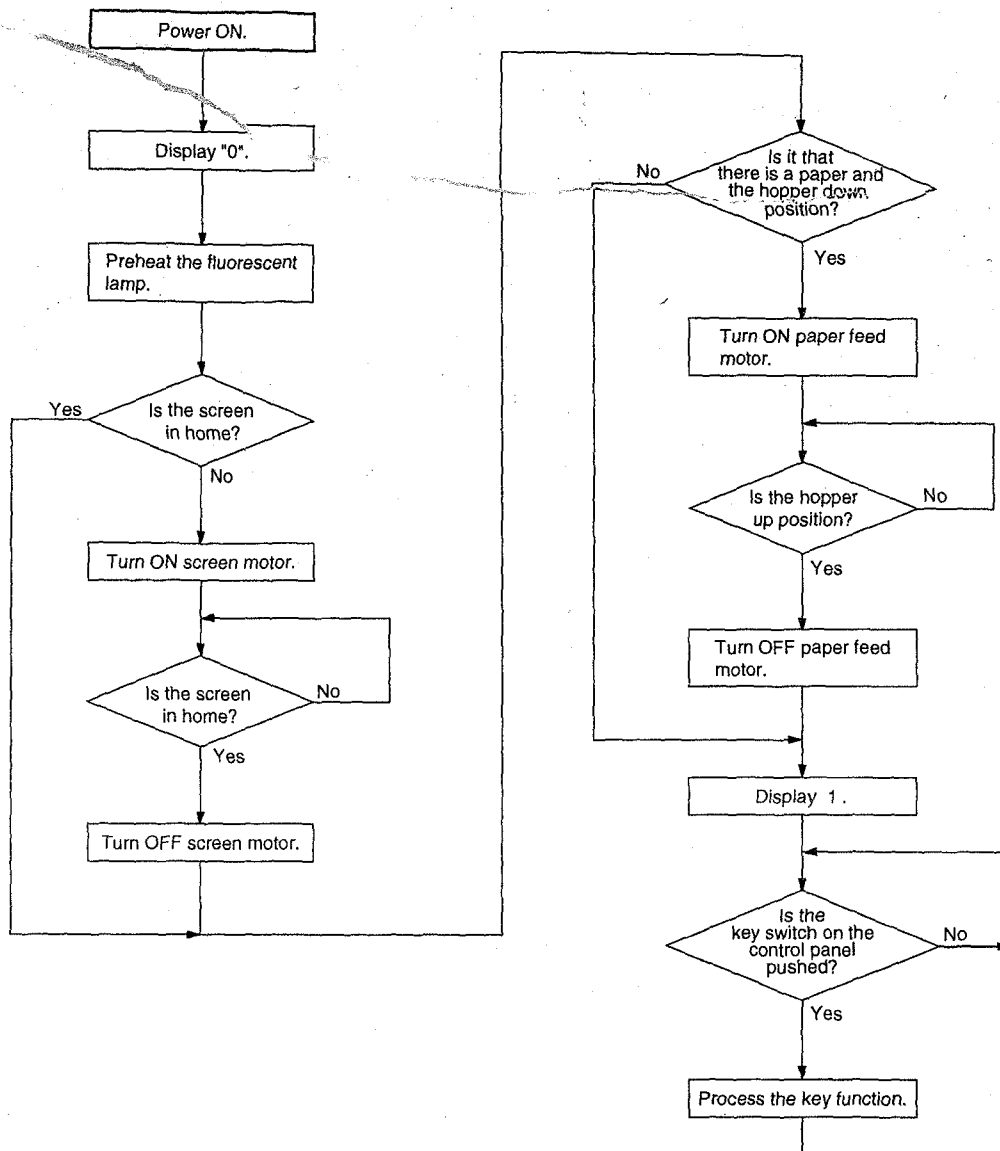 Power ON.
Display "0".
Preheat the fluorescent
lamp.
Yes
Is the screen
in home?
No
Turn ON screen motor.
Is the screen
in home?
No
Yes
Turn OFF screen motor.
No
Is it that
there is a paper and
the hopper down
position?
Yes
Turn ON paper feed
motor.
Is the hopper
up position?
No
Yes
Turn OFF paper feed
motor.
Display 1.
Is the
key switch on the
control panel
pushed?
No
Yes
Process the key function.